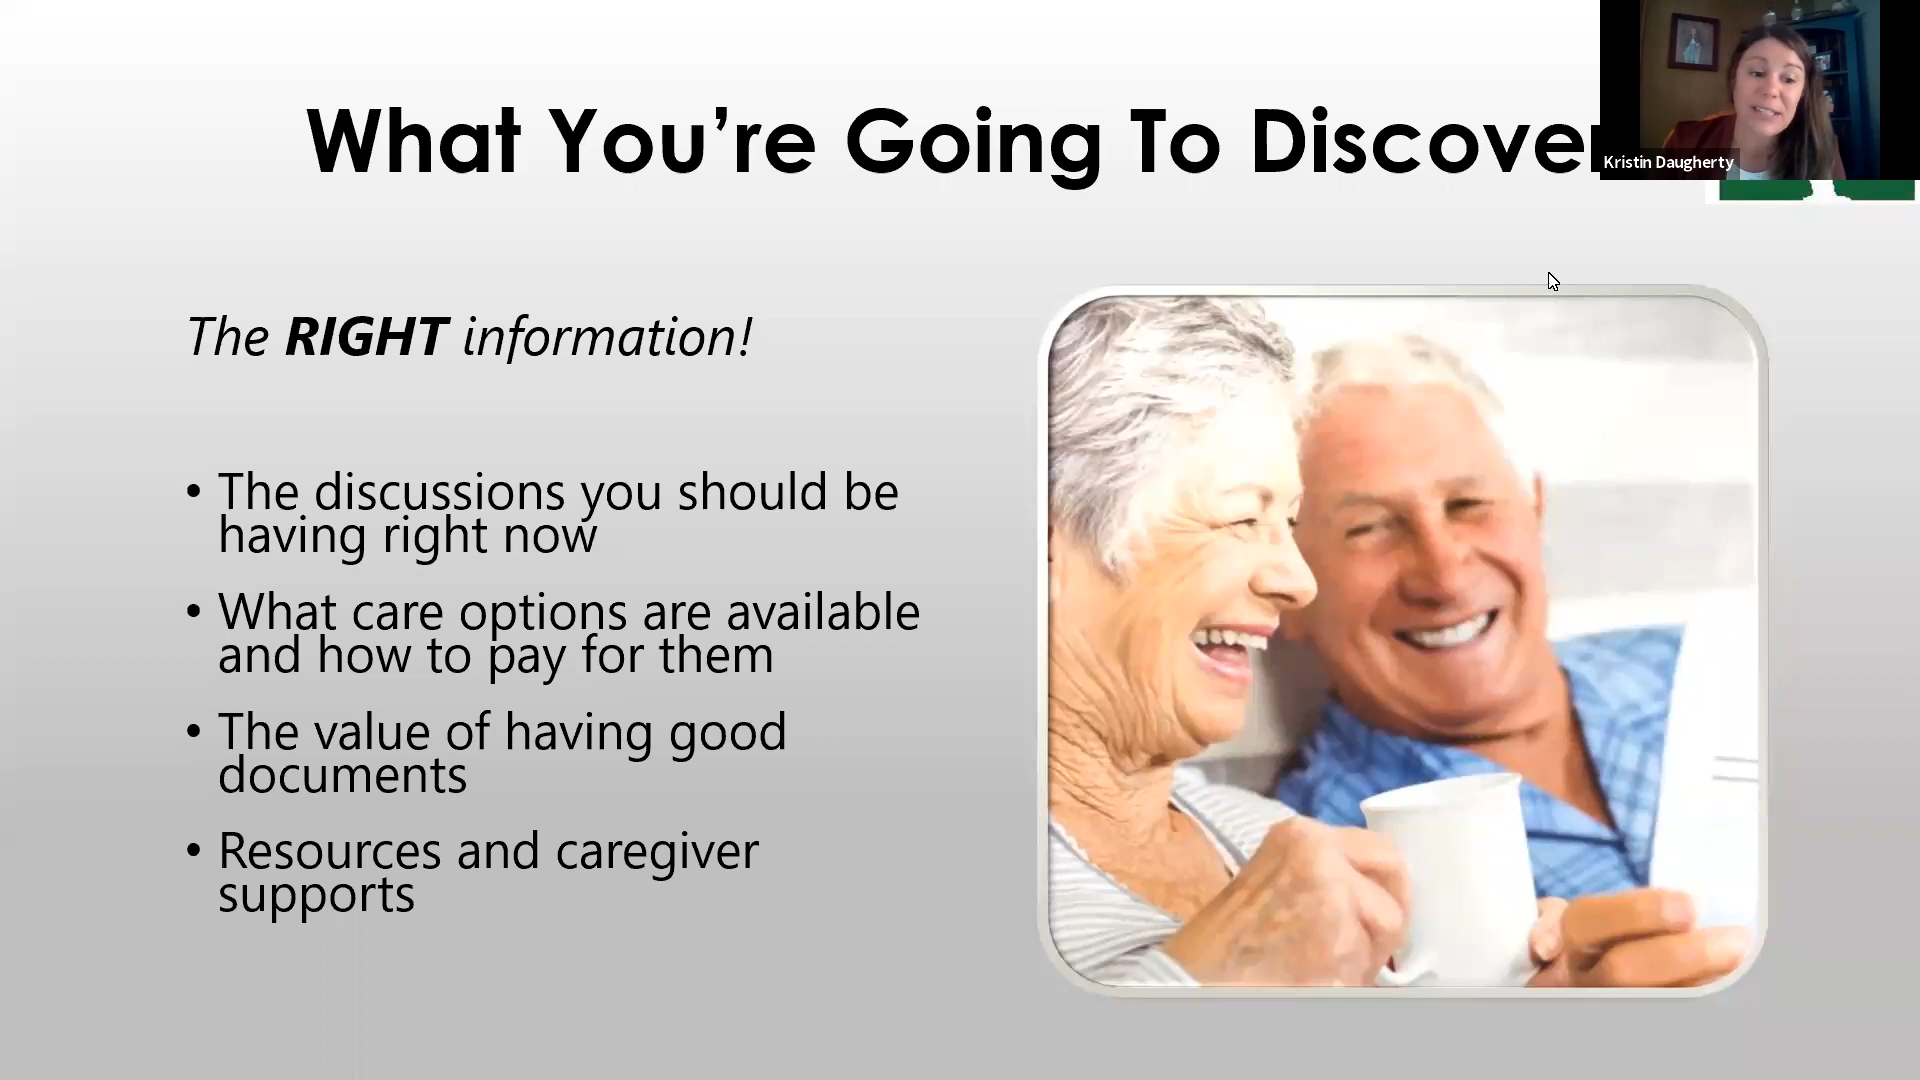 What You’re Going To Discover
Kristin Daugherty
The RIGHT information!
• The discussions you should be
having right now
• What care options are available
and how to pay for them
• The value of having good
documents
• Resources and caregiver
supports